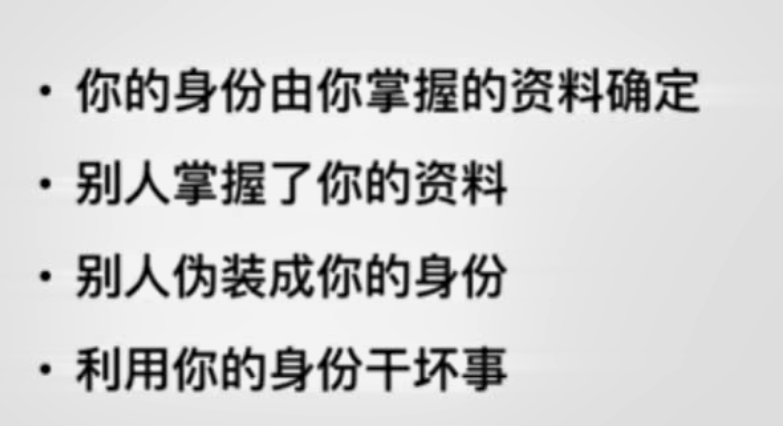 • 你的身份由你掌握的资料确定
• 别人掌握了你的资料
• 别人伪装成你的身份
• 利用你的身份干坏事